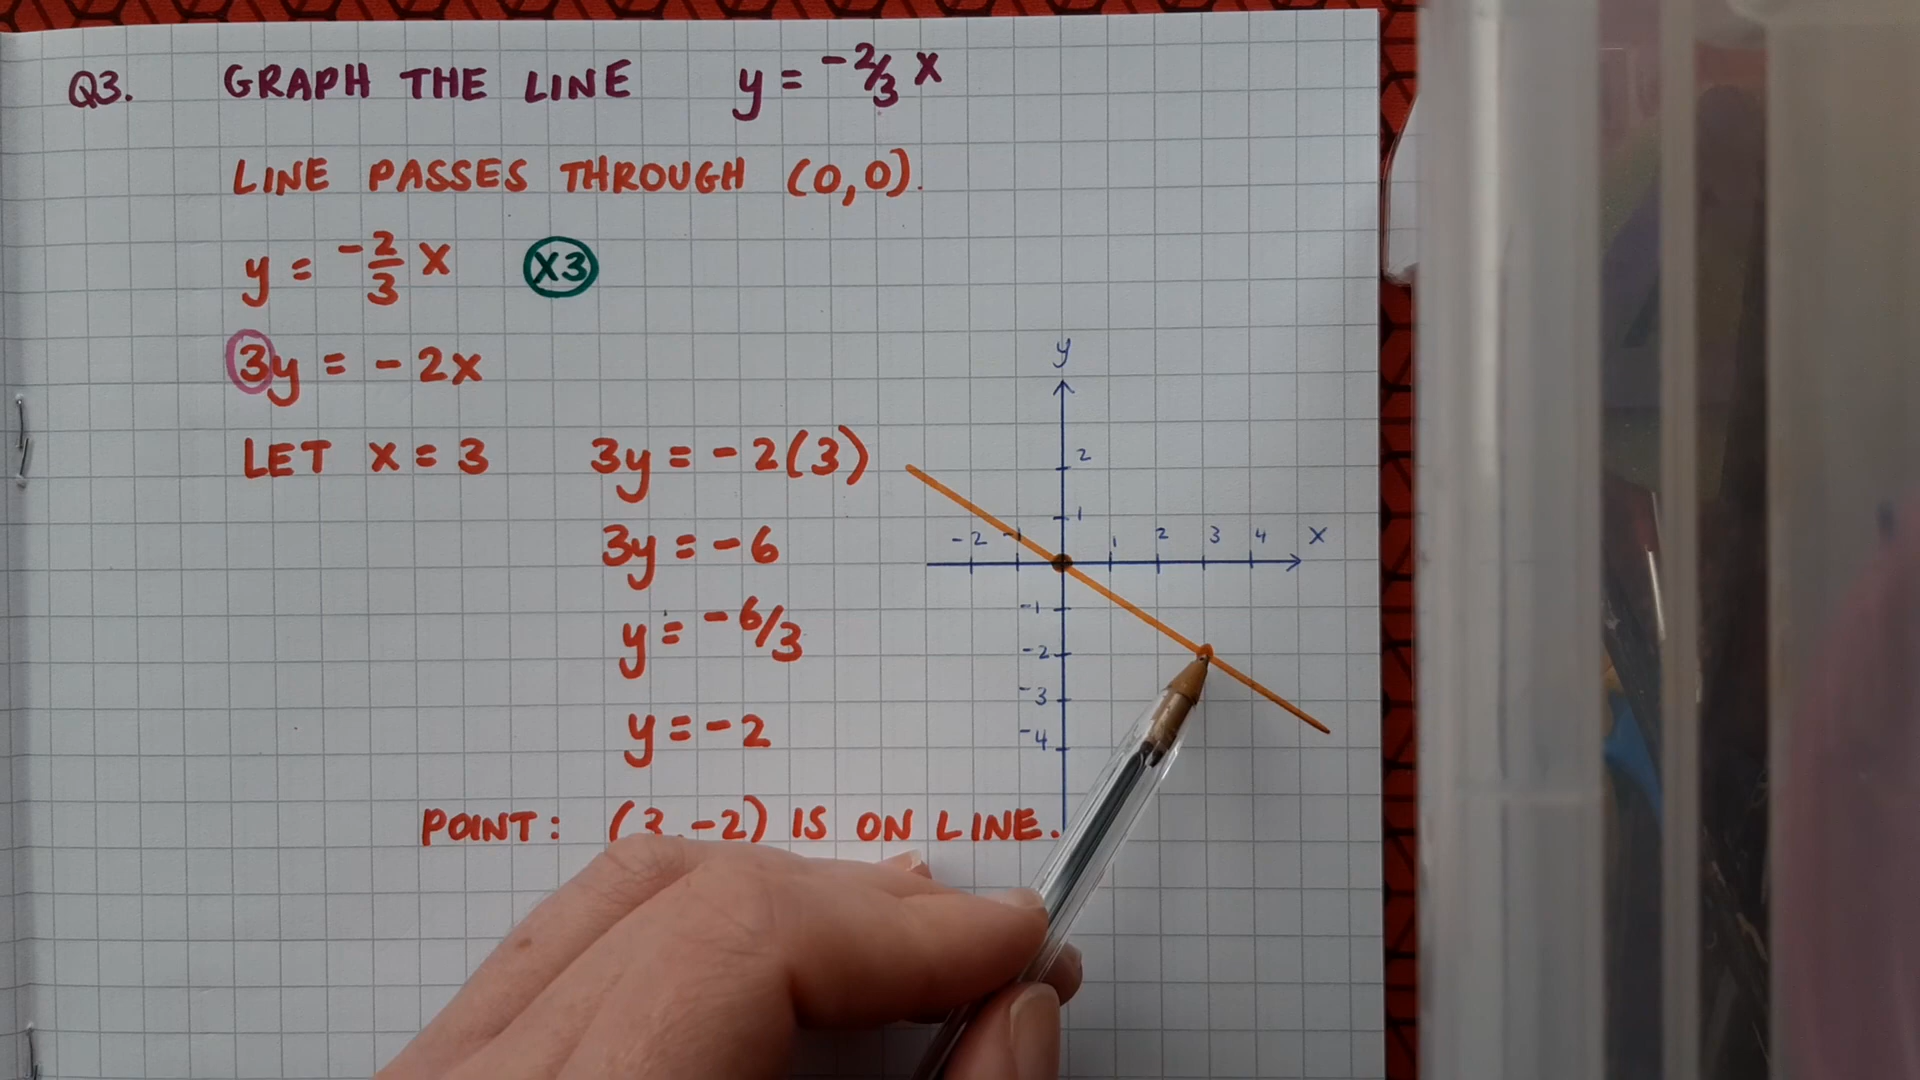 Q3. GRAPH THE LINE y = -2/3 x
LINE PASSES THROUGH (0,0).
y = -2/3 x X3
3y = -2x
LET x = 3 3y = -2(3)
3y = -6
y = -6/3
y = -2
POINT: (3,-2) IS ON LINE.
y
2
1
-2 -1 1 2 3 4 x
-1
-2
-3
-4